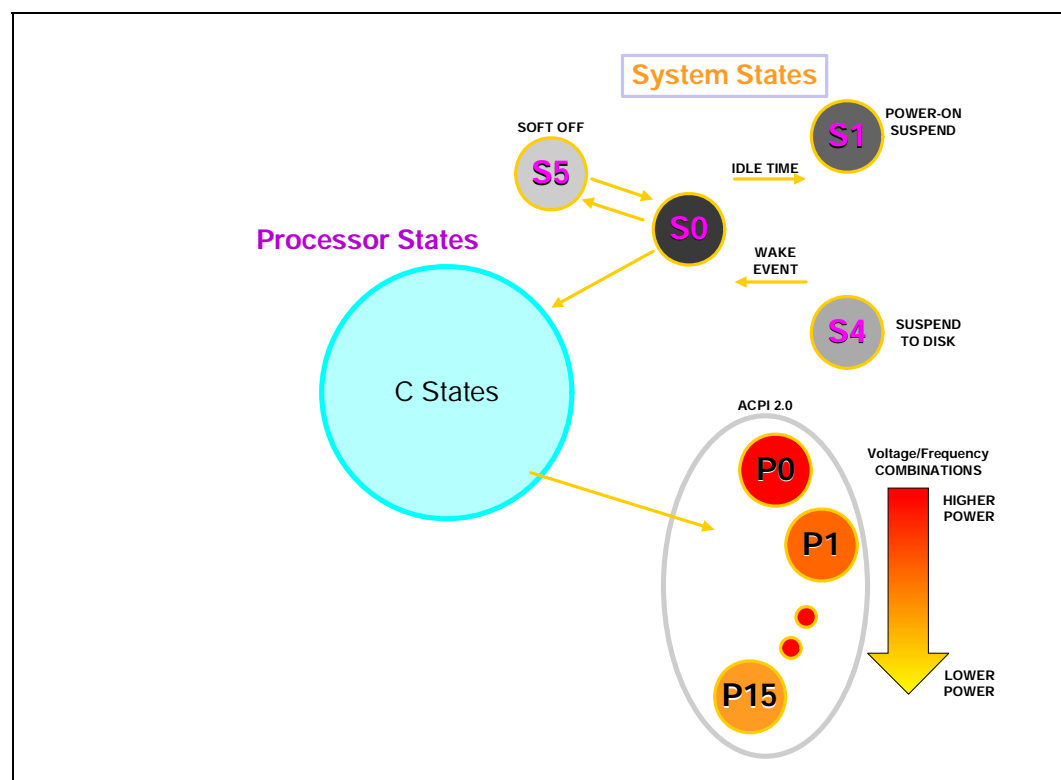 System States
SOFT OFF
S5
S1
POWER-ON
SUSPEND
IDLE TIME
S0
Processor States
WAKE
EVENT
S4
SUSPEND
TO DISK
C States
ACPI 2.0
P0
P1
P15
Voltage/Frequency
COMBINATIONS
HIGHER
POWER
LOWER
POWER